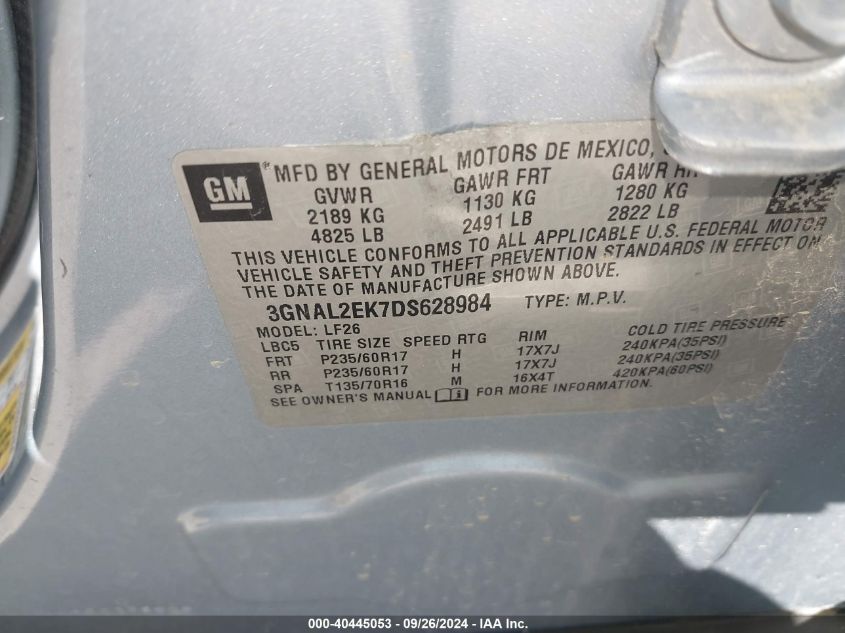 GM
MFD BY GENERAL MOTORS DE MEXICO,
GVWR GAWR FRT GAWR
2189 KG 1130 KG 1280 KG
4825 LB 2491 LB 2822 LB
THIS VEHICLE CONFORMS TO ALL APPLICABLE U.S. FEDERAL MOTOR
VEHICLE SAFETY AND THEFT PREVENTION STANDARDS IN EFFECT ON
THE DATE OF MANUFACTURE SHOWN ABOVE.
3GNAL2EK7DS628984 TYPE: M.P.V.
MODEL: LF26
LBC5 TIRE SIZE SPEED RTG RIM COLD TIRE PRESSURE
FRT P235/60R17 H 17X7J 240KPA(35PSI)
RR P235/60R17 H 17X7J 240KPA(35PSI)
SPA T135/70R16 M 16X4T 420KPA(60PSI)
SEE OWNER'S MANUAL FOR MORE INFORMATION.
000-40445053 - 09/26/2024 - IAA Inc.